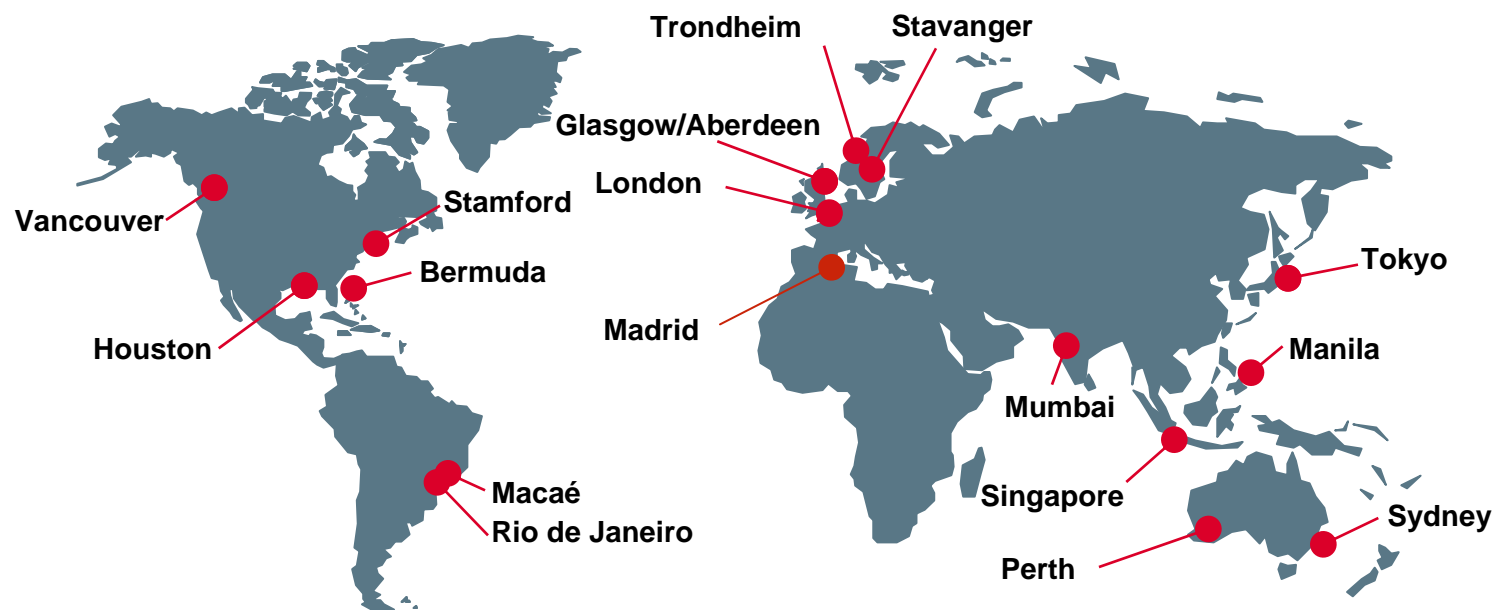 Trondheim
Stavanger
Glasgow/Aberdeen
London
Vancouver
Stamford
Bermuda
Tokyo
Madrid
Houston
Manila
Mumbai
Macaé
Singapore
Rio de Janeiro
Sydney
Perth